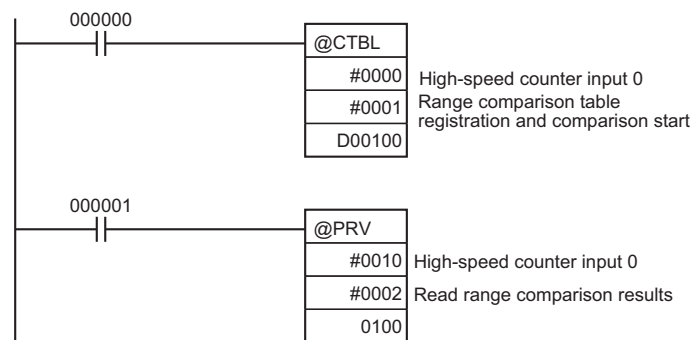 000000
@CTBL
#0000 High-speed counter input 0
#0001 Range comparison table
registration and comparison start
D00100
000001
@PRV
#0010 High-speed counter input 0
#0002 Read range comparison results
0100